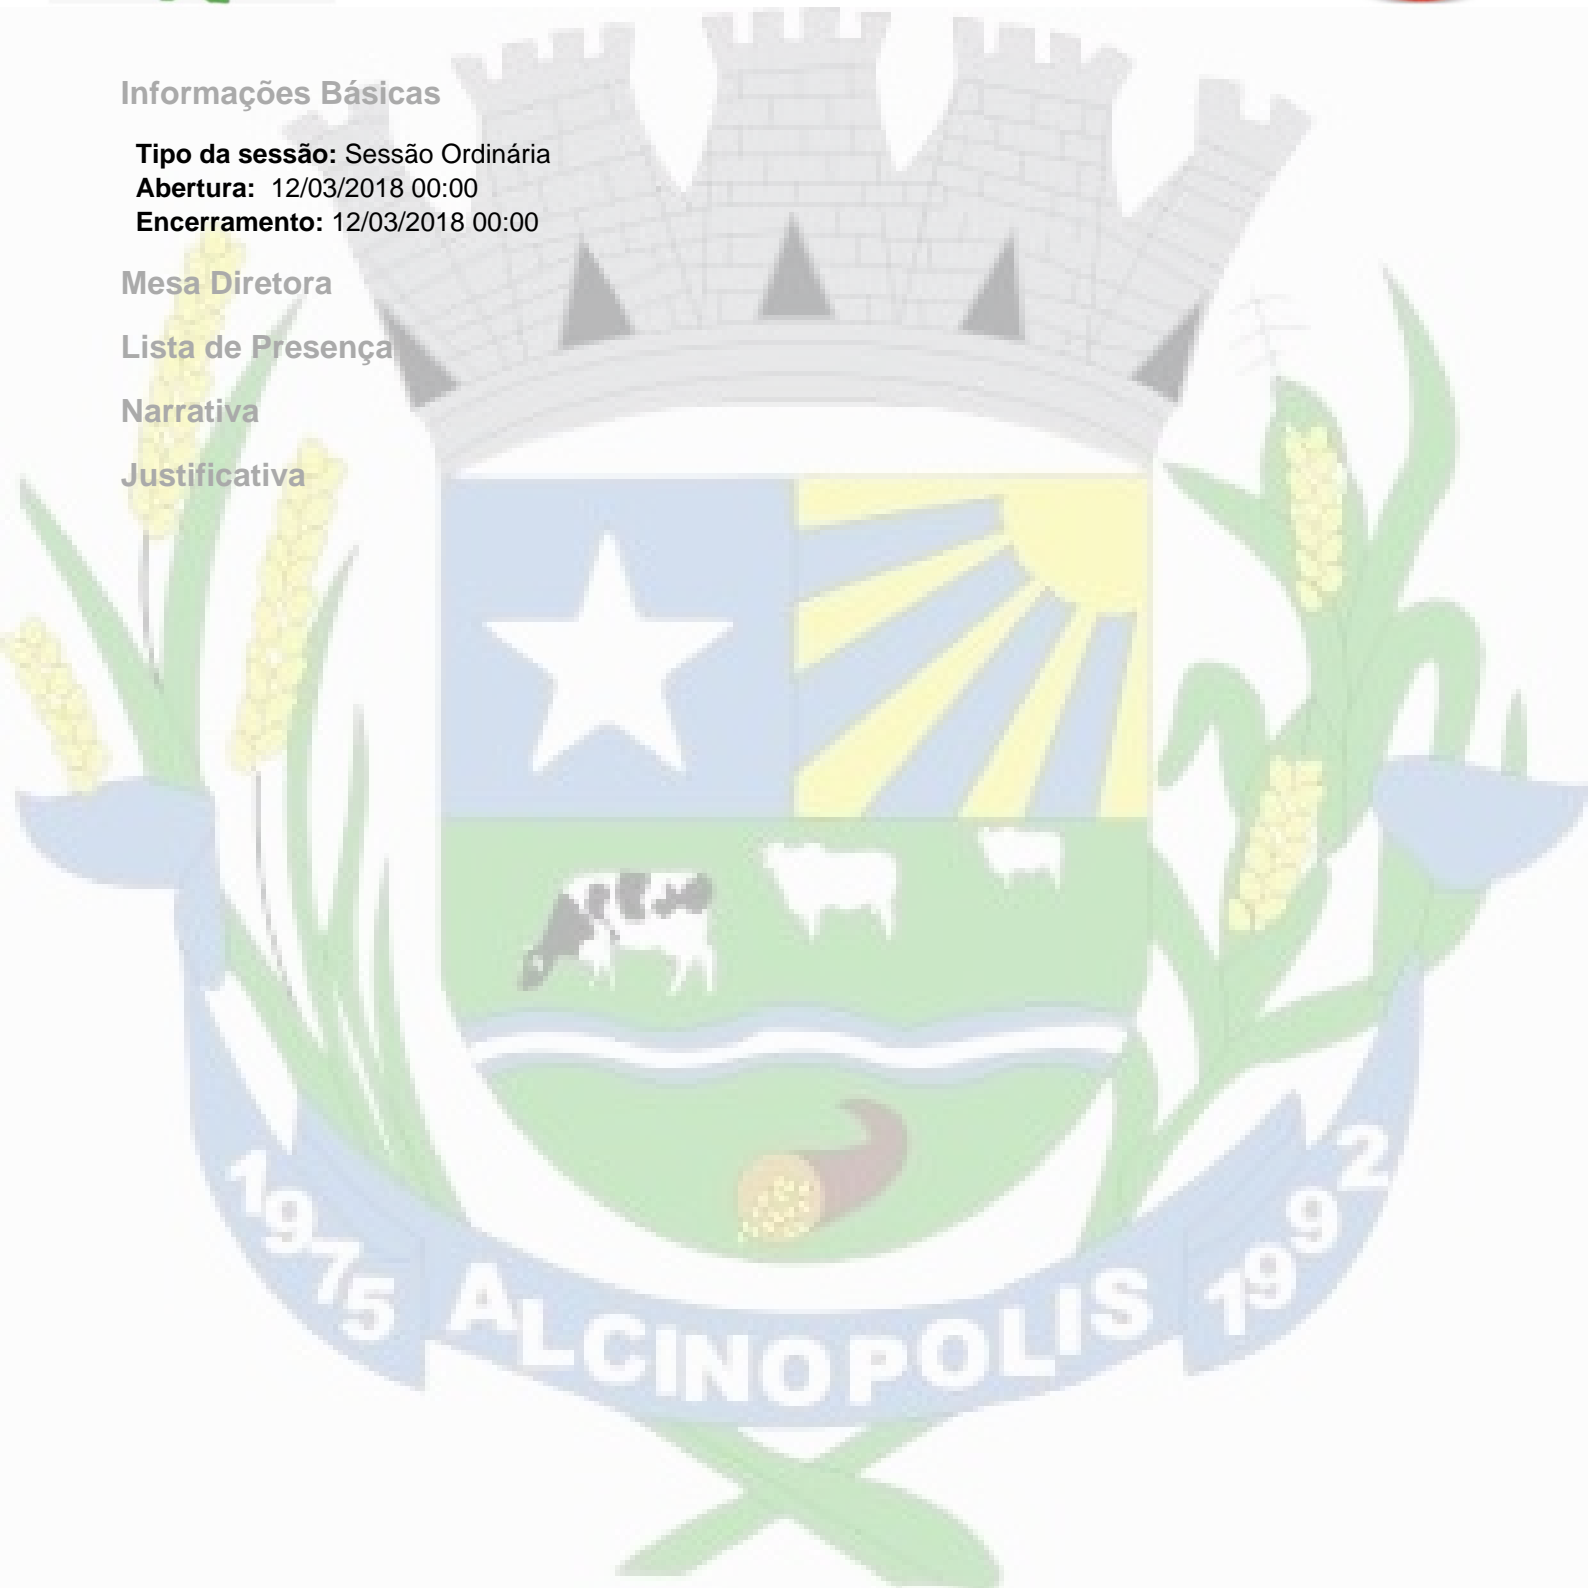 Informações Básicas
Tipo da sessão: Sessão Ordinária
Abertura: 12/03/2018 00:00
Encerramento: 12/03/2018 00:00
Mesa Diretora
Lista de Presença
Narrativa
Justificativa
1975 ALCINOPOLIS 1992